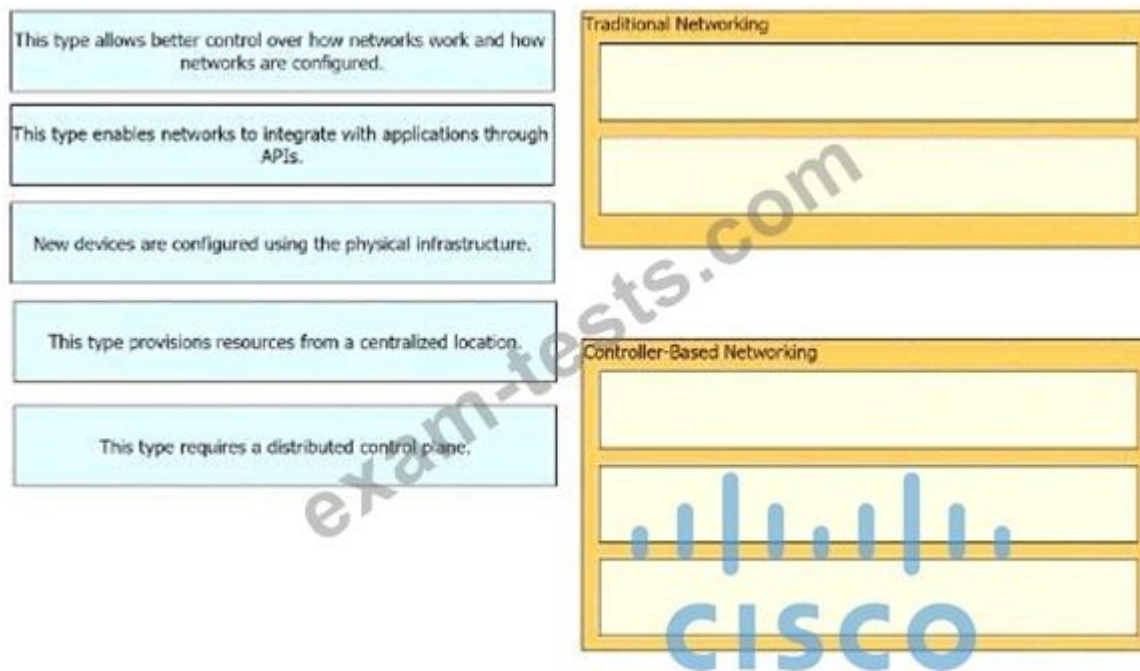 This type allows better control over how networks work and how
networks are configured.
This type enables networks to integrate with applications through
APIs.
New devices are configured using the physical infrastructure.
This type provisions resources from a centralized location.
This type requires a distributed control plane.
Traditional Networking
Controller-Based Networking
exam-tests.com
CISCO